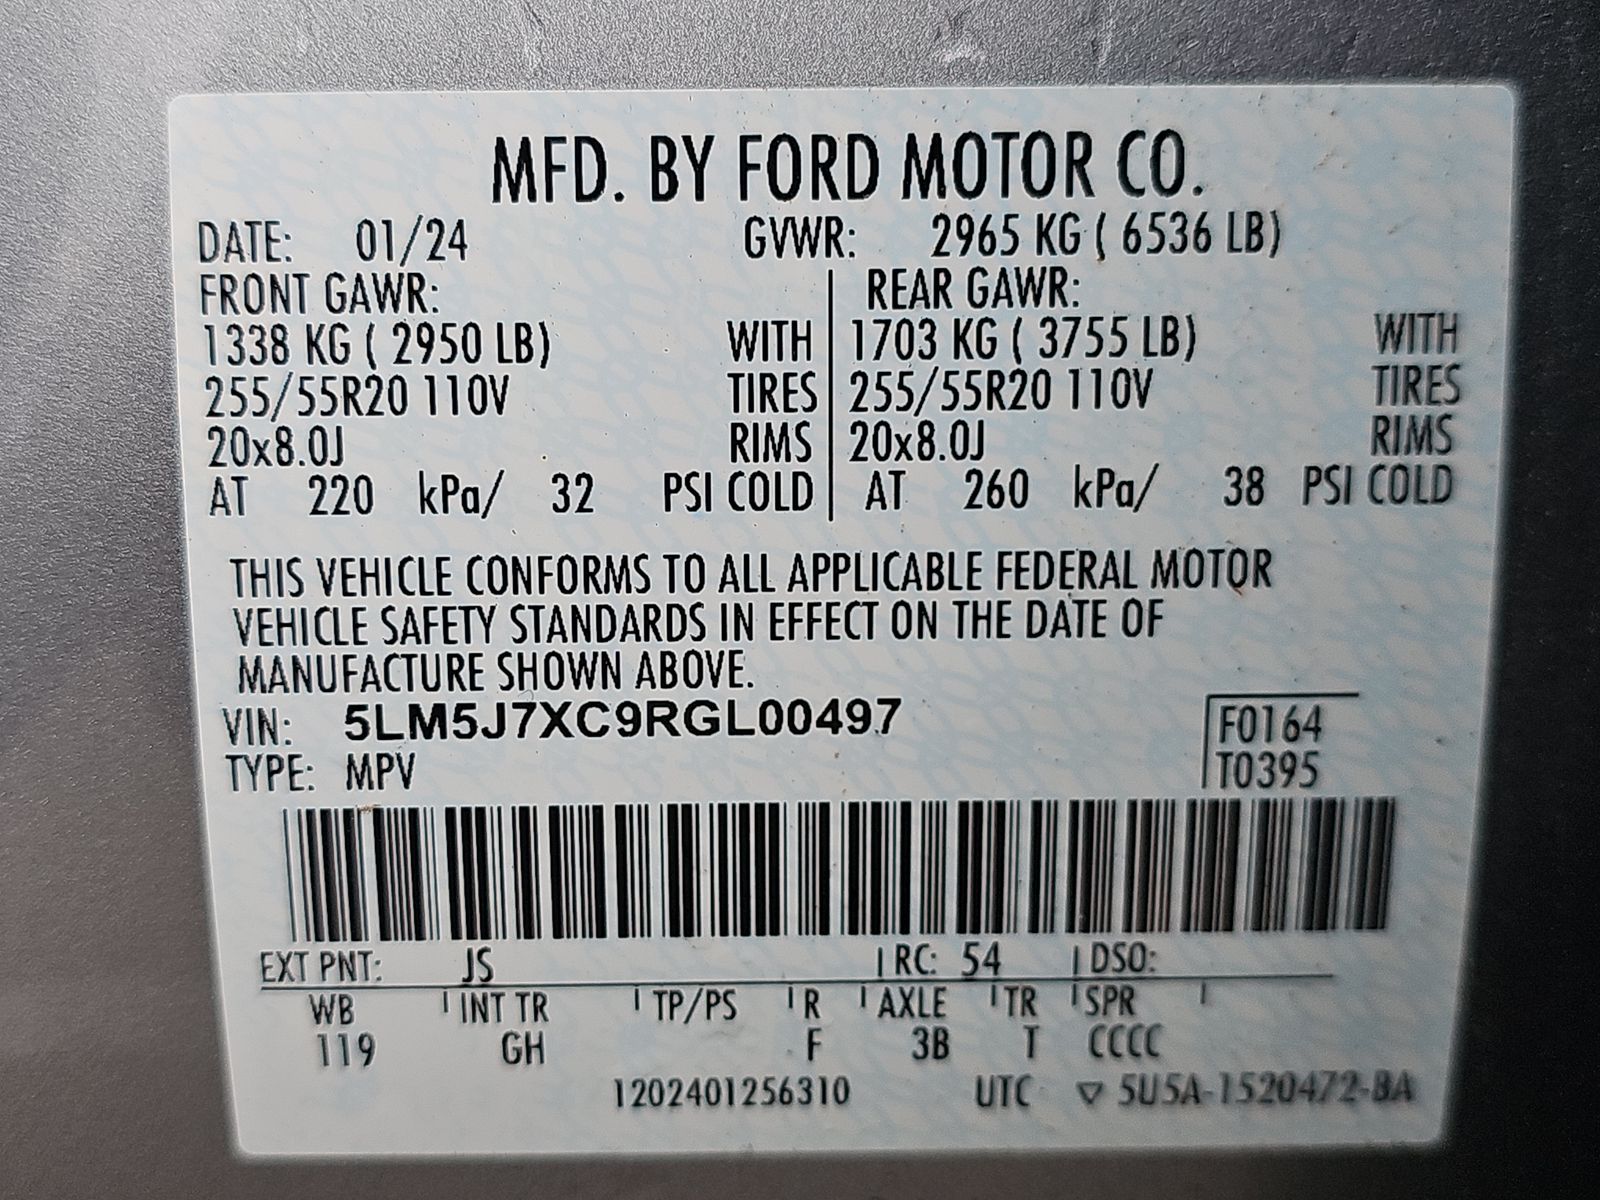 MFD. BY FORD MOTOR CO.
DATE: 01/24 GVWR: 2965 KG ( 6536 LB)
FRONT GAWR: REAR GAWR:
1338 KG ( 2950 LB) WITH 1703 KG ( 3755 LB) WITH
255/55R20 110V TIRES 255/55R20 110V TIRES
20x8.0J RIMS 20x8.0J RIMS
AT 220 kPa/ 32 PSI COLD AT 260 kPa/ 38 PSI COLD
THIS VEHICLE CONFORMS TO ALL APPLICABLE FEDERAL MOTOR
VEHICLE SAFETY STANDARDS IN EFFECT ON THE DATE OF
MANUFACTURE SHOWN ABOVE.
VIN: 5LM5J7XC9RGL00497 F0164
TYPE: MPV T0395
EXT PNT: JS RC: 54 DSO:
WB INT TR TP/PS R AXLE TR SPR
119 GH F 3B T CCCC
1202401256310 UTC ▽ 5U5A-1520472-BA